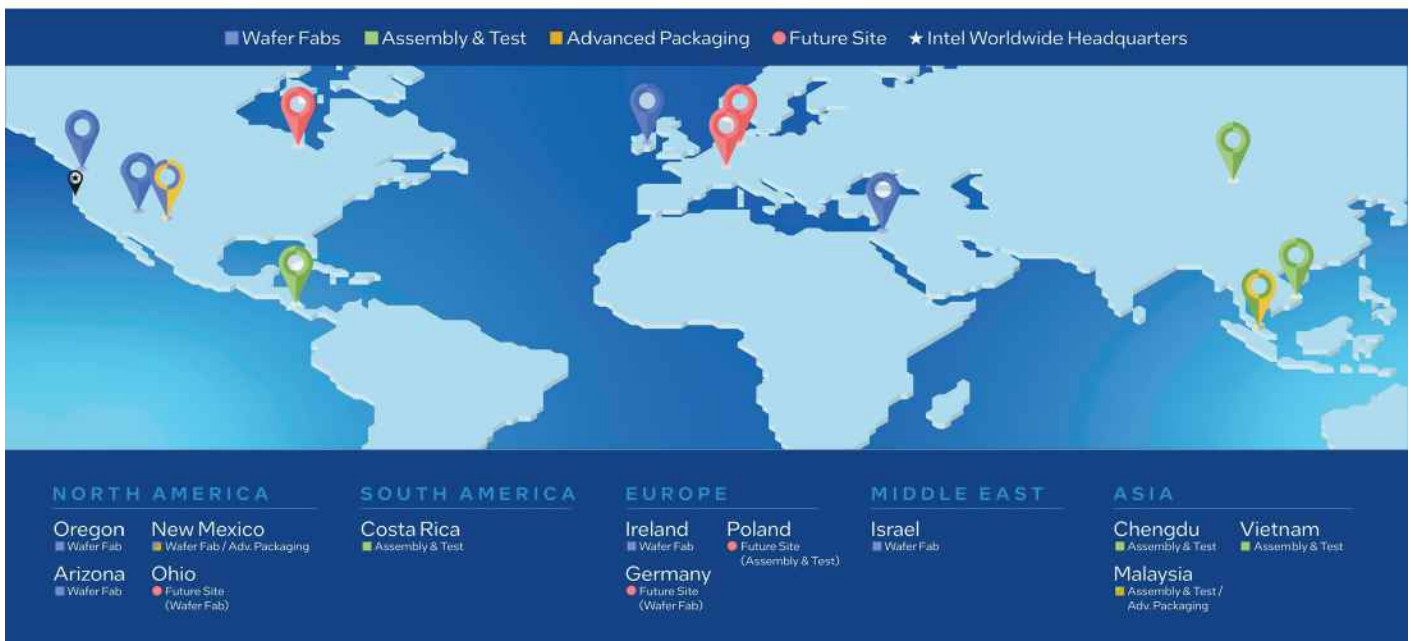 Wafer Fabs Assembly & Test Advanced Packaging Future Site Intel Worldwide Headquarters
NORTH AMERICA
Oregon
Wafer Fab
New Mexico
Wafer Fab / Adv. Packaging
Arizona
Wafer Fab
Ohio
Future Site
(Wafer Fab)
SOUTH AMERICA
Costa Rica
Assembly & Test
EUROPE
Ireland
Wafer Fab
Poland
Future Site
(Assembly & Test)
Germany
Future Site
(Wafer Fab)
MIDDLE EAST
Israel
Wafer Fab
ASIA
Chengdu
Assembly & Test
Vietnam
Assembly & Test
Malaysia
Assembly & Test /
Adv. Packaging